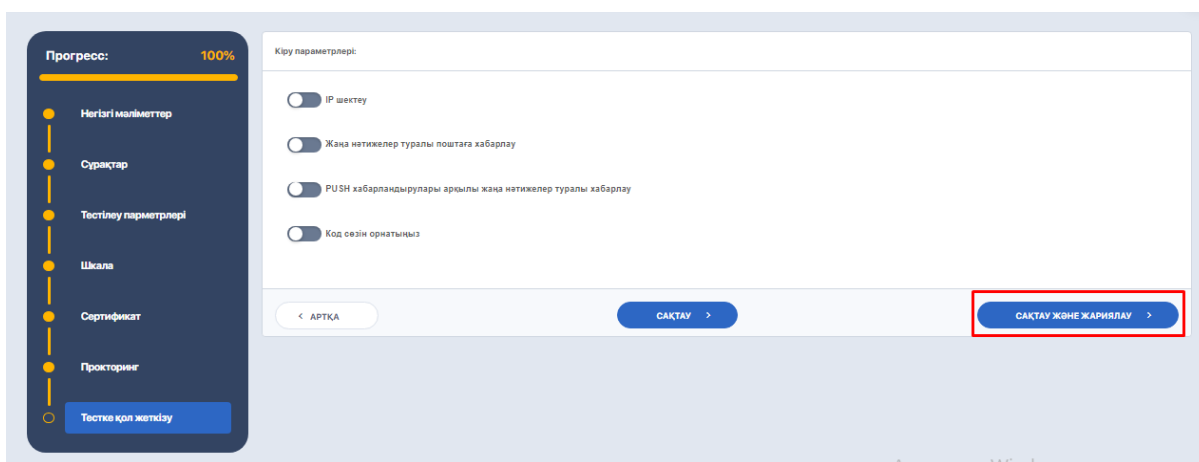 Прогресс: 100%
Негізгі мәліметтер
Сұрақтар
Тестілеу парметрлері
Шкала
Сертификат
Прокторинг
Тестке қол жеткізу
Кіру параметрлері:
IP шектеу
Жаңа нәтижелер туралы поштаға хабарлау
PUSH хабарландырулары арқылы жаңа нәтижелер туралы хабарлау
Код сөзін орнатыңыз
< АРТҚА
САҚТАУ >
САҚТАУ ЖӘНЕ ЖАРИЯЛАУ >